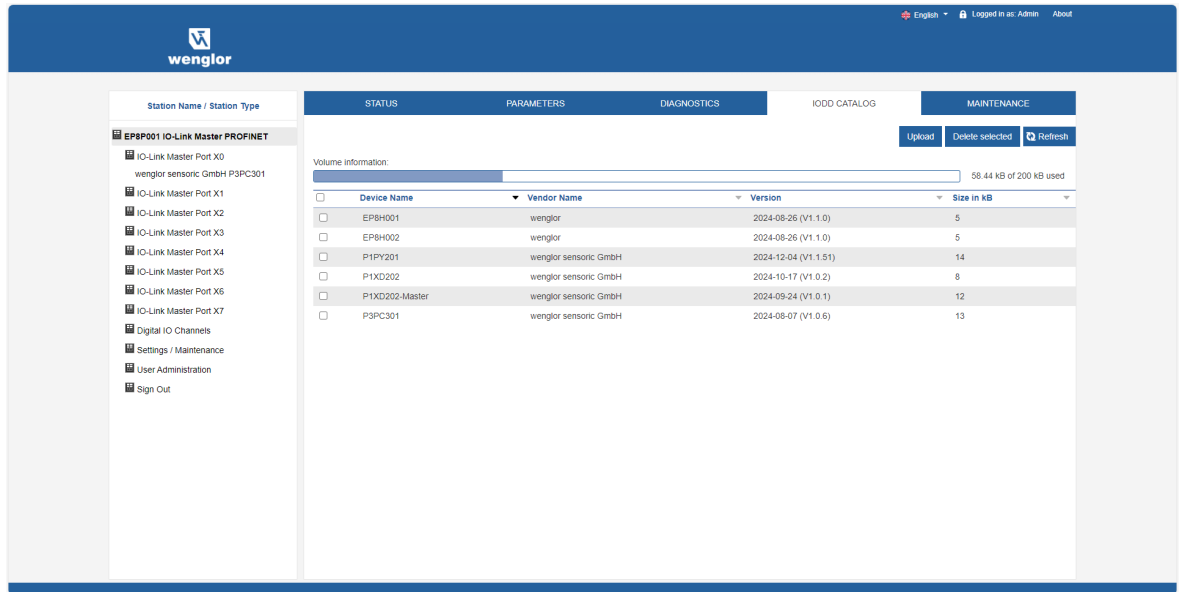 English
Logged in as: Admin
About
wenglor
Station Name / Station Type
EP8P001 IO-Link Master PROFINET
IO-Link Master Port X0
wenglor sensoric GmbH P3PC301
IO-Link Master Port X1
IO-Link Master Port X2
IO-Link Master Port X3
IO-Link Master Port X4
IO-Link Master Port X5
IO-Link Master Port X6
IO-Link Master Port X7
Digital IO Channels
Settings / Maintenance
User Administration
Sign Out
STATUS PARAMETERS DIAGNOSTICS IODD CATALOG MAINTENANCE
Upload Delete selected Refresh
Volume information:
58.44 kB of 200 kB used
Device Name Vendor Name Version Size in kB
EP8H001 wenglor 2024-08-26 (V1.1.0) 5
EP8H002 wenglor 2024-08-26 (V1.1.0) 5
P1PY201 wenglor sensoric GmbH 2024-12-04 (V1.1.51) 14
P1XD202 wenglor sensoric GmbH 2024-10-17 (V1.0.2) 8
P1XD202-Master wenglor sensoric GmbH 2024-09-24 (V1.0.1) 12
P3PC301 wenglor sensoric GmbH 2024-08-07 (V1.0.6) 13